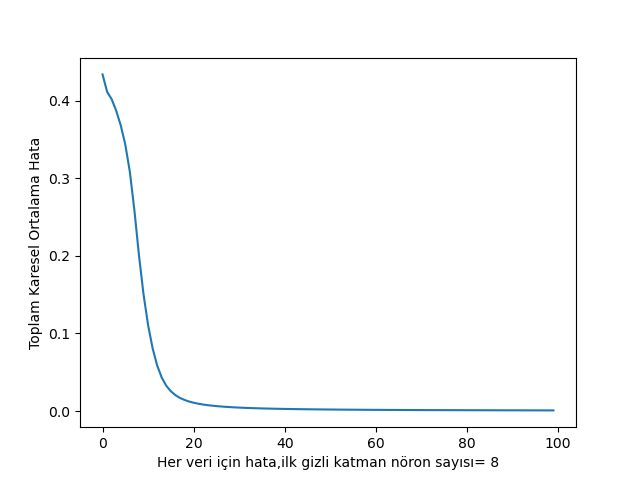 Toplam Karesel Ortalama Hata
0.4
0.3
0.2
0.1
0.0
0 20 40 60 80 100
Her veri için hata,ilk gizli katman nöron sayısı= 8